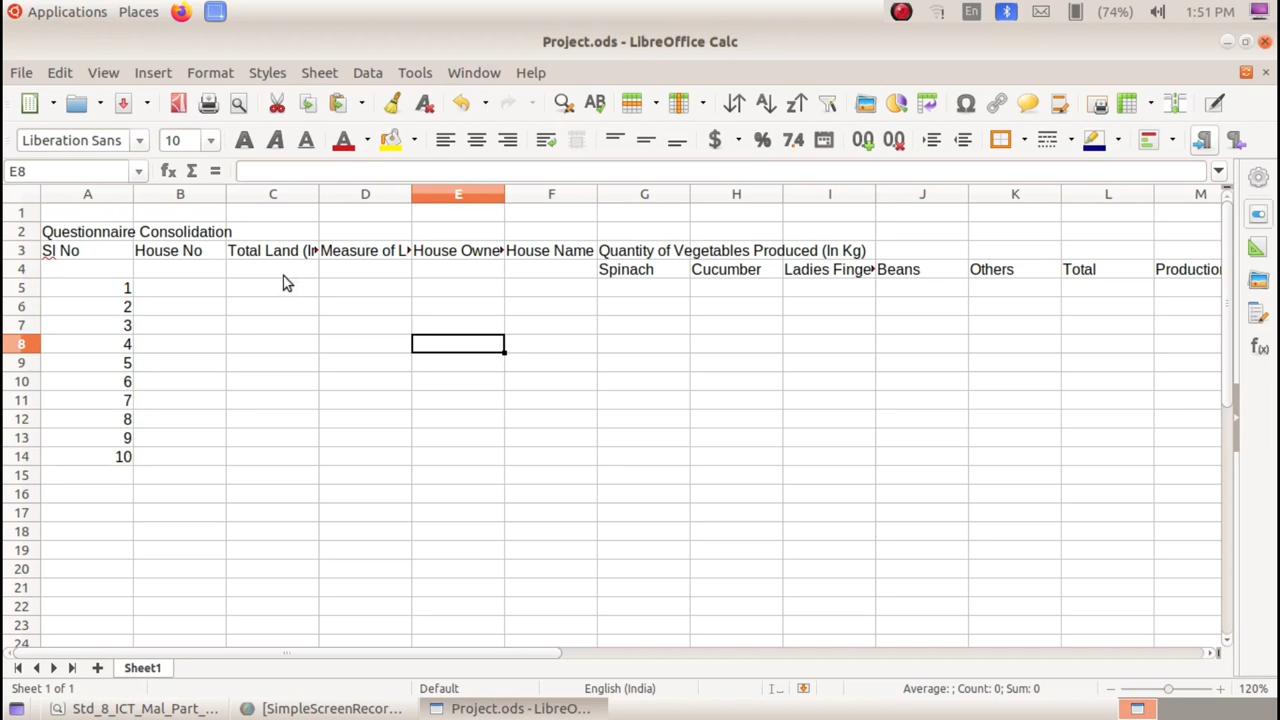 Applications Places En (74%) 1:51 PM
Project.ods - LibreOffice Calc
File Edit View Insert Format Styles Sheet Data Tools Window Help
Liberation Sans 10
E8
A B C D E F G H I J K L M
1
2 Questionnaire Consolidation
3 Sl No House No Total Land (Ir Measure of L House Owne House Name Quantity of Vegetables Produced (In Kg)
4 Spinach Cucumber Ladies Finge Beans Others Total Production
5 1
6 2
7 3
8 4
9 5
10 6
11 7
12 8
13 9
14 10
15
16
17
18
19
20
21
22
23
24
Sheet1
Sheet 1 of 1 Default English (India) Average: ; Count: 0; Sum: 0 120%
Std_8_ICT_Mal_Part_... [SimpleScreenRecor... Project.ods - LibreO...